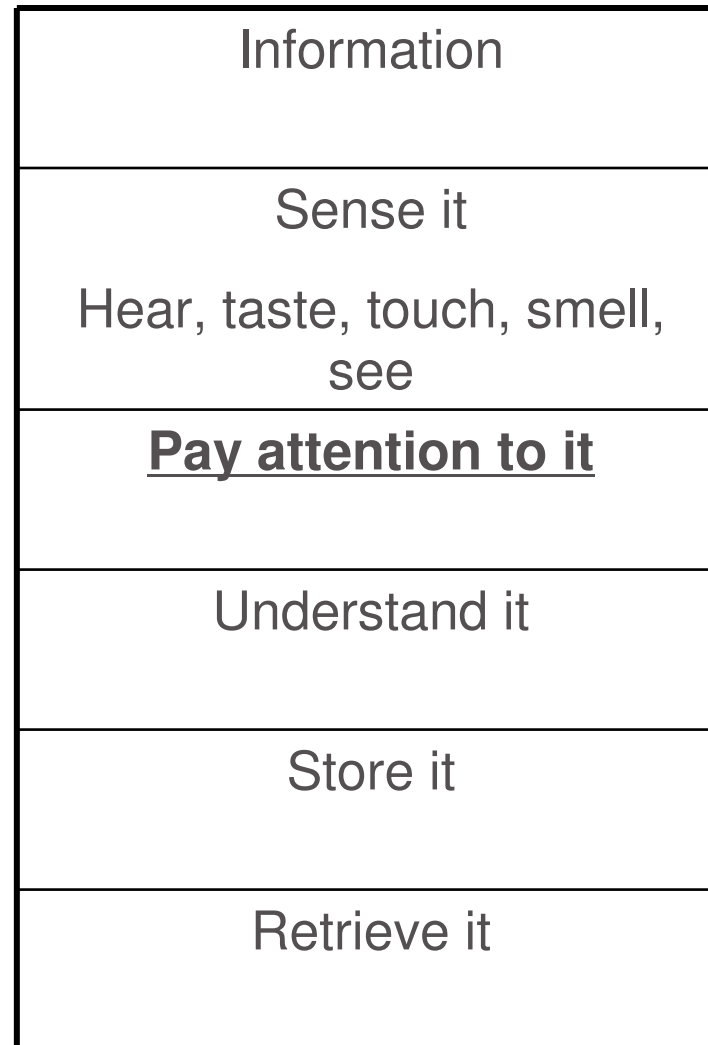 Information
Sense it
Hear, taste, touch, smell,
see
Pay attention to it
Understand it
Store it
Retrieve it